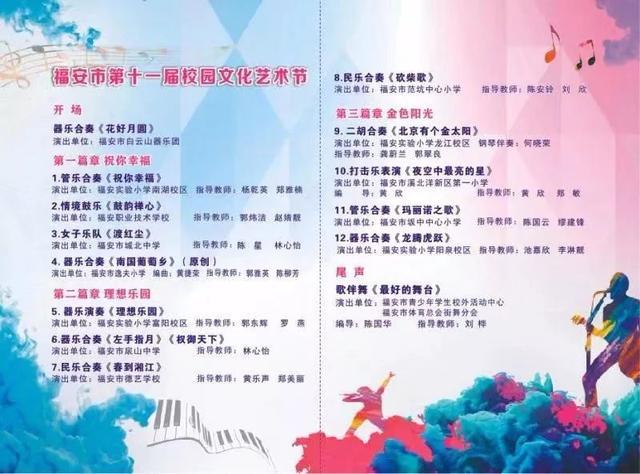 福安市第十一届校园文化艺术节
开 场
器乐合奏《花好月圆》
演出单位：福安市白云山器乐团
第一篇章 祝你幸福
1.管乐合奏《祝你幸福》
演出单位：福安实验小学南湖校区 指导教师：杨乾英 郑雅楠
2.情境鼓乐《鼓韵禅心》
演出单位：福安职业技术学校 指导教师：郭炜洁 赵婧靓
3.女子乐队《渡红尘》
演出单位：福安市城北中学 指导教师：陈 星 林心怡
4.器乐合奏《南国葡萄乡》（原创）
演出单位：福安市逸夫小学 编曲：黄捷荣 指导教师：郭雅英 陈柳芳
第二篇章 理想乐园
5.器乐演奏《理想乐园》
演出单位：福安实验小学富阳校区 指导教师：郭东辉 罗 燕
6.器乐合奏《左手指月》《权御天下》
演出单位：福安市扆山中学 指导教师：林心怡
7.民乐合奏《春到湘江》
演出单位：福安市德艺学校 指导教师：黄乐声 郑美丽
8.民乐合奏《砍柴歌》
演出单位：福安市范坑中心小学 指导教师：陈安铃 刘 欣
第三篇章 金色阳光
9.二胡合奏《北京有个金太阳》
演出单位：福安实验小学龙江校区 钢琴伴奏：何晓荣
指导教师：龚蔚兰 郭翠良
10.打击乐表演《夜空中最亮的星》
演出单位：福安市溪北洋新区第一小学
编 导：黄 欣 指导教师：黄 欣 郑 敏
11.管乐合奏《玛丽诺之歌》
演出单位：福安市坂中中心小学 指导教师：陈国云 缪建锋
12.器乐合奏《龙腾虎跃》
演出单位：福安实验小学阳泉校区 指导教师：池嘉欣 李淋靓
尾 声
歌伴舞《最好的舞台》
演出单位：福安市青少年学生校外活动中心
福安市体育总会街舞分会
编导：陈国华 指导教师：刘 桦